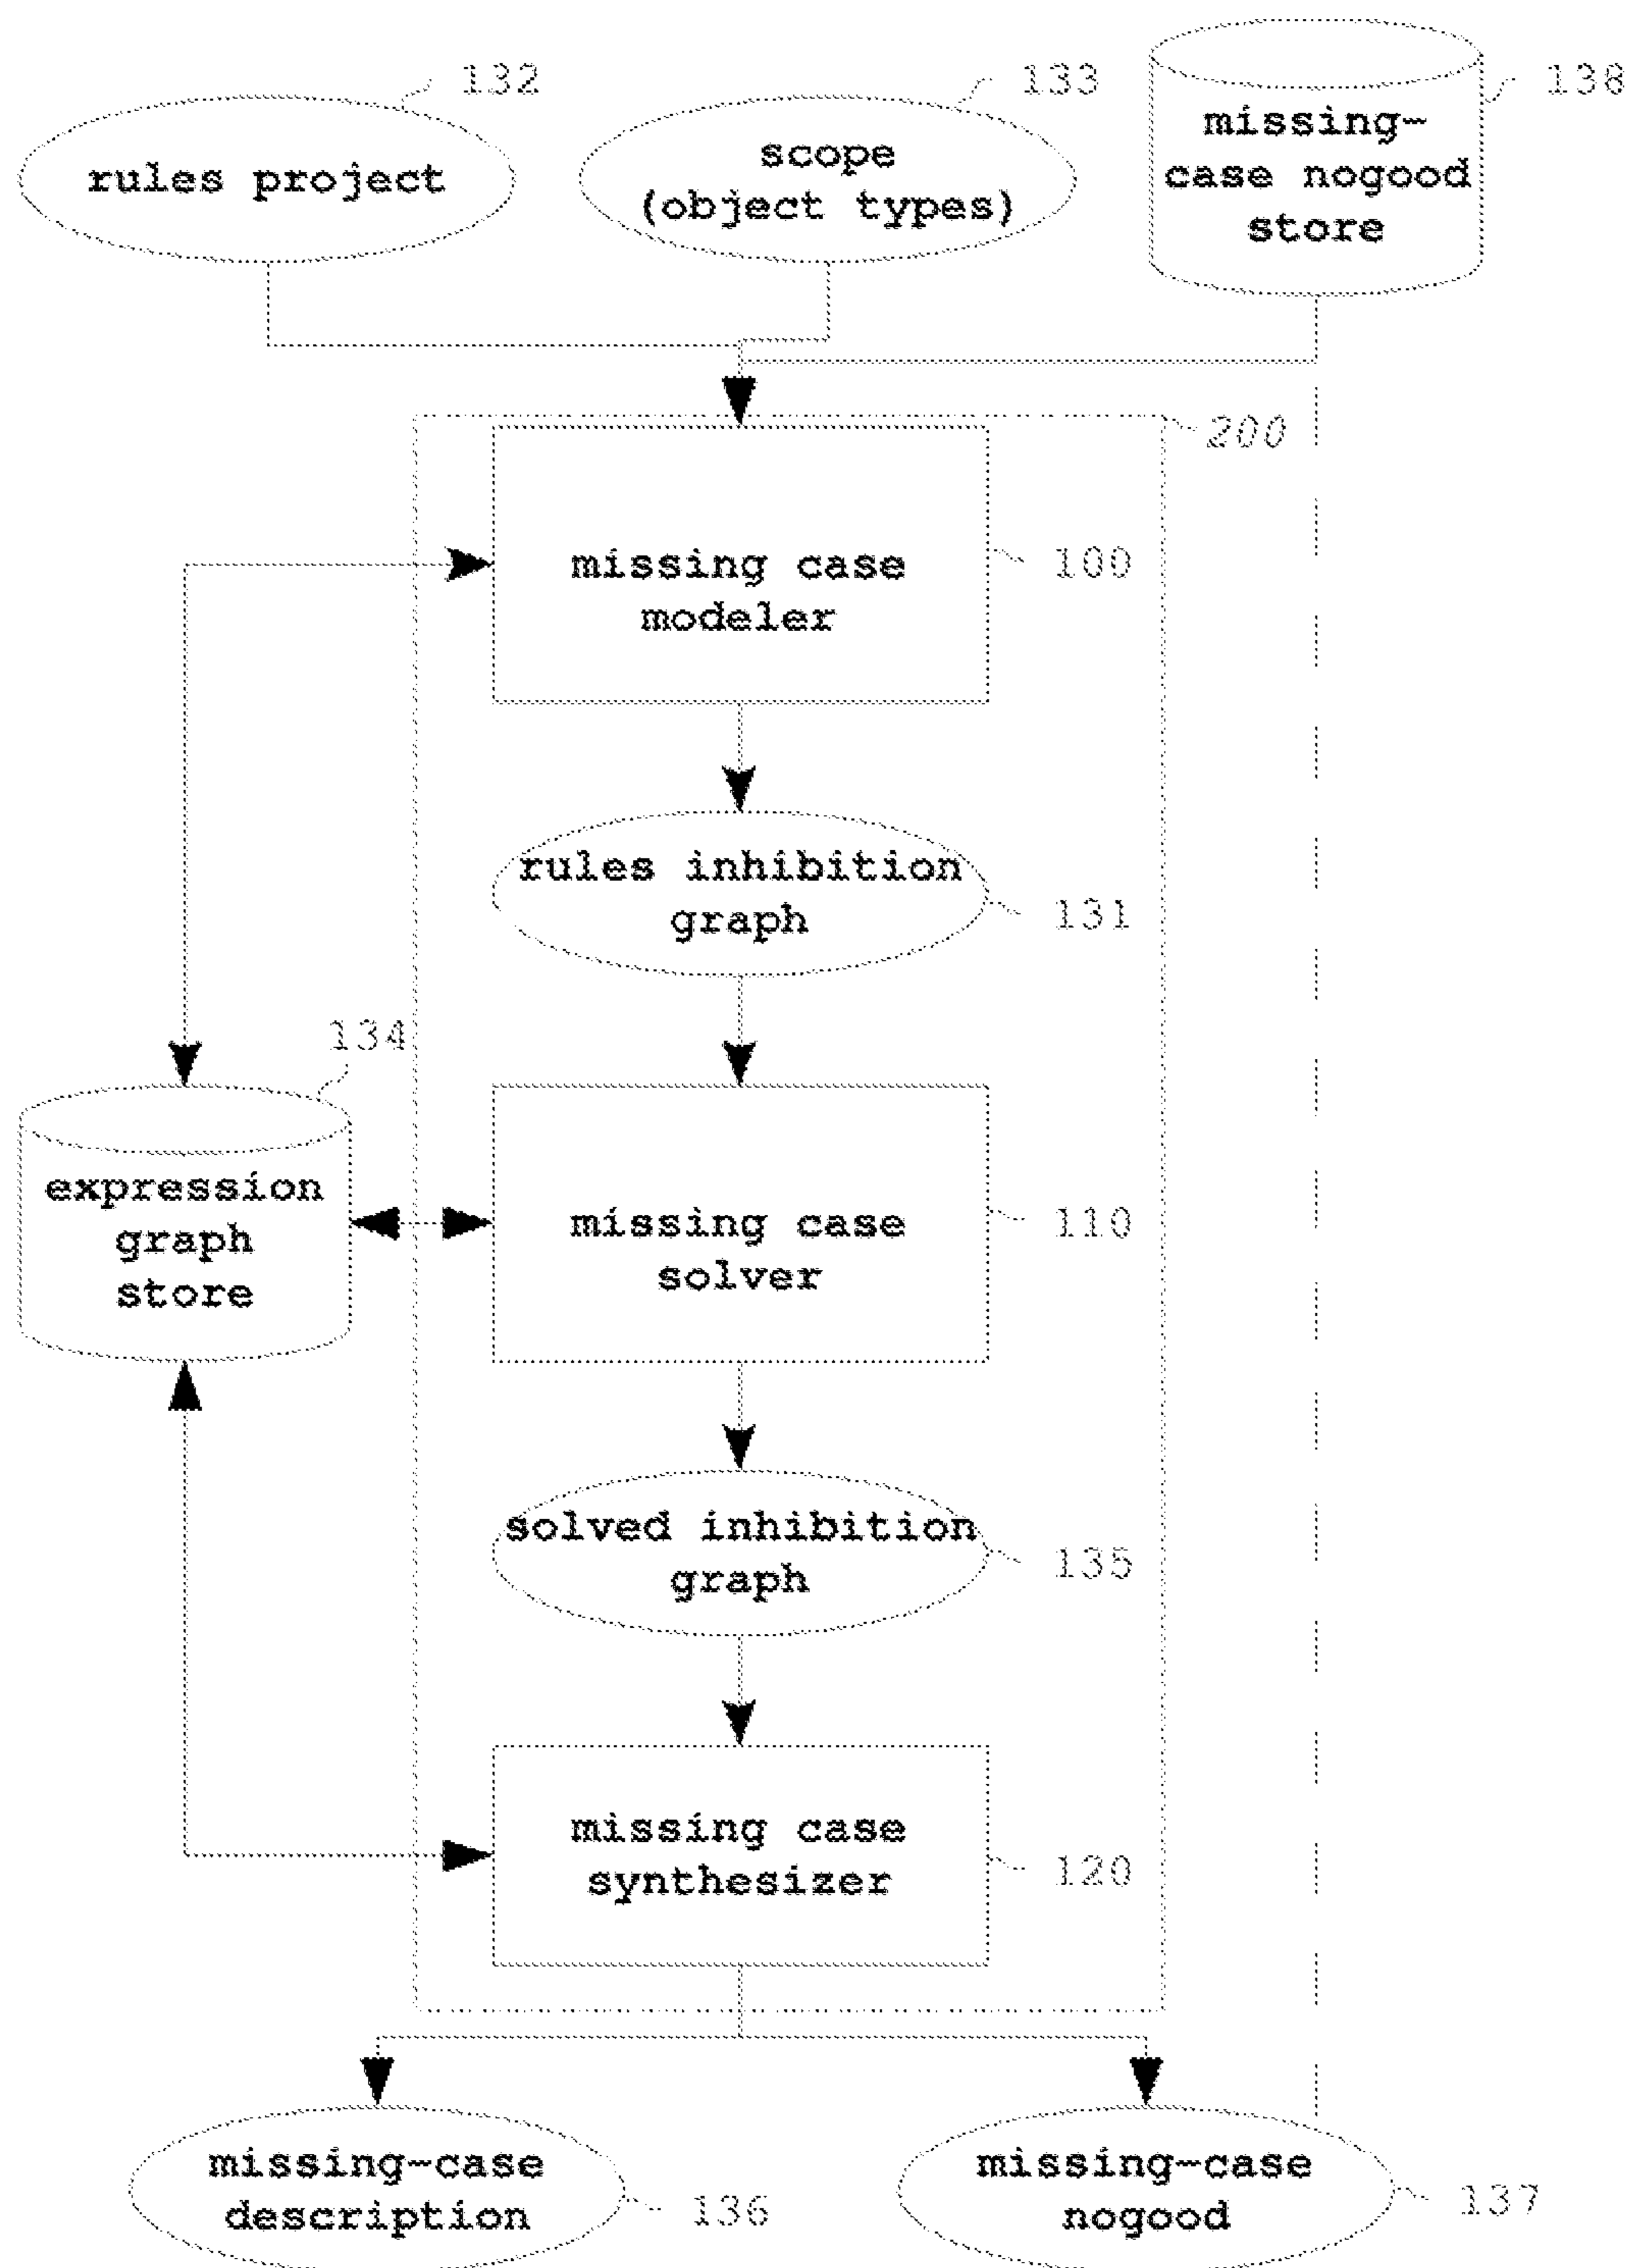 132
133
138
rules project
scope
(object types)
missing-
case nogood
store
200
missing case
modeler
100
rules inhibition
graph
131
134
expression
graph
store
missing case
solver
110
solved inhibition
graph
135
missing case
synthesizer
120
missing-case
description
136
missing-case
nogood
137